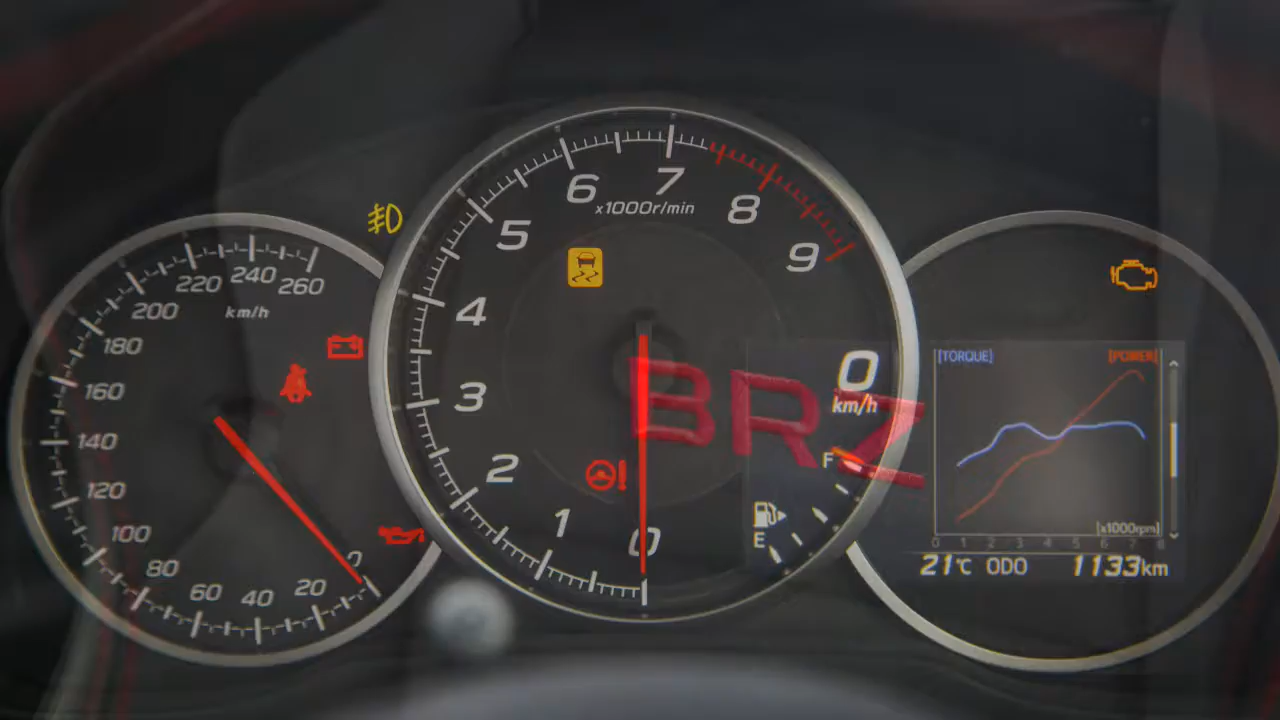 7
6
8
x1000r/min
5
9
4
3
2
1
0
240
220
260
200
km/h
180
160
140
120
100
80
60
40
20
0
BRZ
0
km/h
F
E
[TORQUE]
[POWER]
[x1000rpm]
0 1 2 3 4 5 6 7 8
21°C ODO 1133km